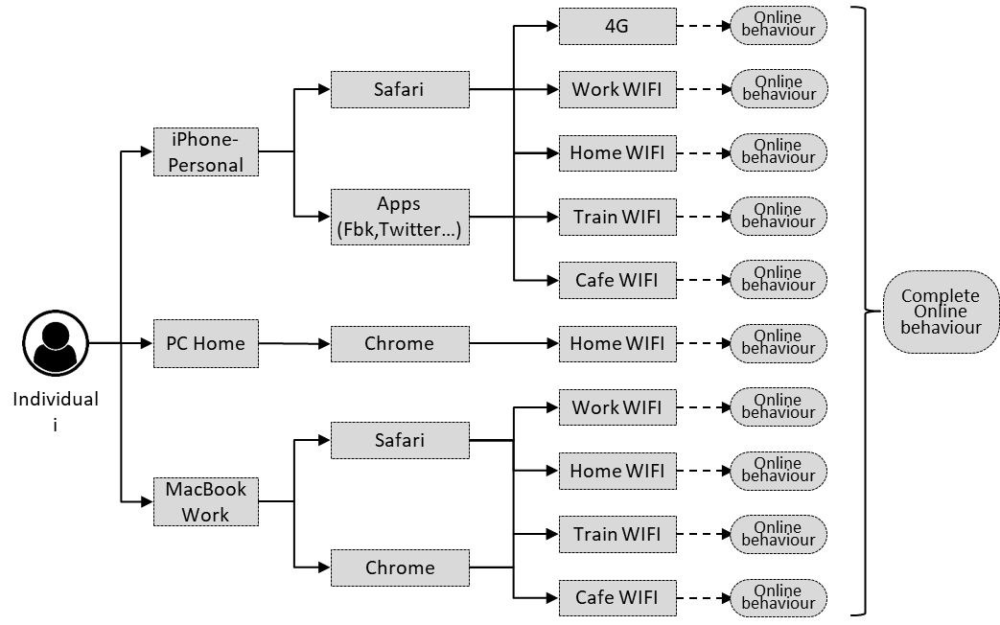 4G
Online
behaviour
Safari
Work WIFI
Online
behaviour
iPhone-
Personal
Home WIFI
Online
behaviour
Apps
(Fbk,Twitter...)
Train WIFI
Online
behaviour
Cafe WIFI
Online
behaviour
Complete
Online
behaviour
Individual
i
PC Home
Chrome
Home WIFI
Online
behaviour
Work WIFI
Online
behaviour
Safari
Home WIFI
Online
behaviour
MacBook
Work
Train WIFI
Online
behaviour
Chrome
Cafe WIFI
Online
behaviour